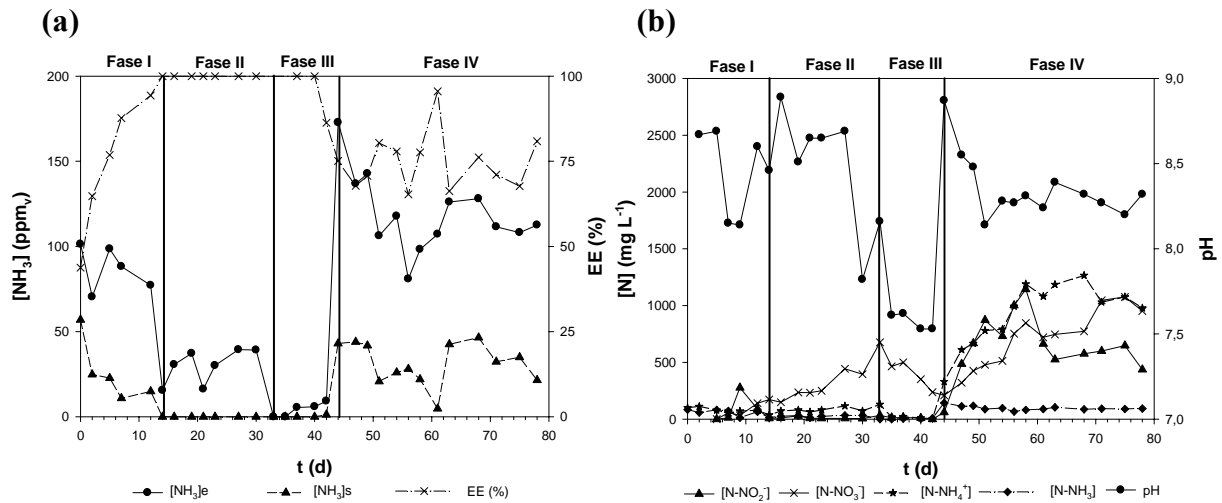 (a)
Fase I Fase II Fase III Fase IV
200 150 100 50 0
[NH₃] (ppmᵥ)
100 75 50 25 0
EE (%)
0 10 20 30 40 50 60 70 80
t (d)
[NH₃]e [NH₃]s EE (%)
(b)
Fase I Fase II Fase III Fase IV
3000 2500 2000 1500 1000 500 0
[N] (mg L⁻¹)
9,0 8,5 8,0 7,5 7,0
pH
0 10 20 30 40 50 60 70 80
t (d)
[N-NO₂⁻] [N-NO₃⁻] [N-NH₄⁺] [N-NH₃] pH